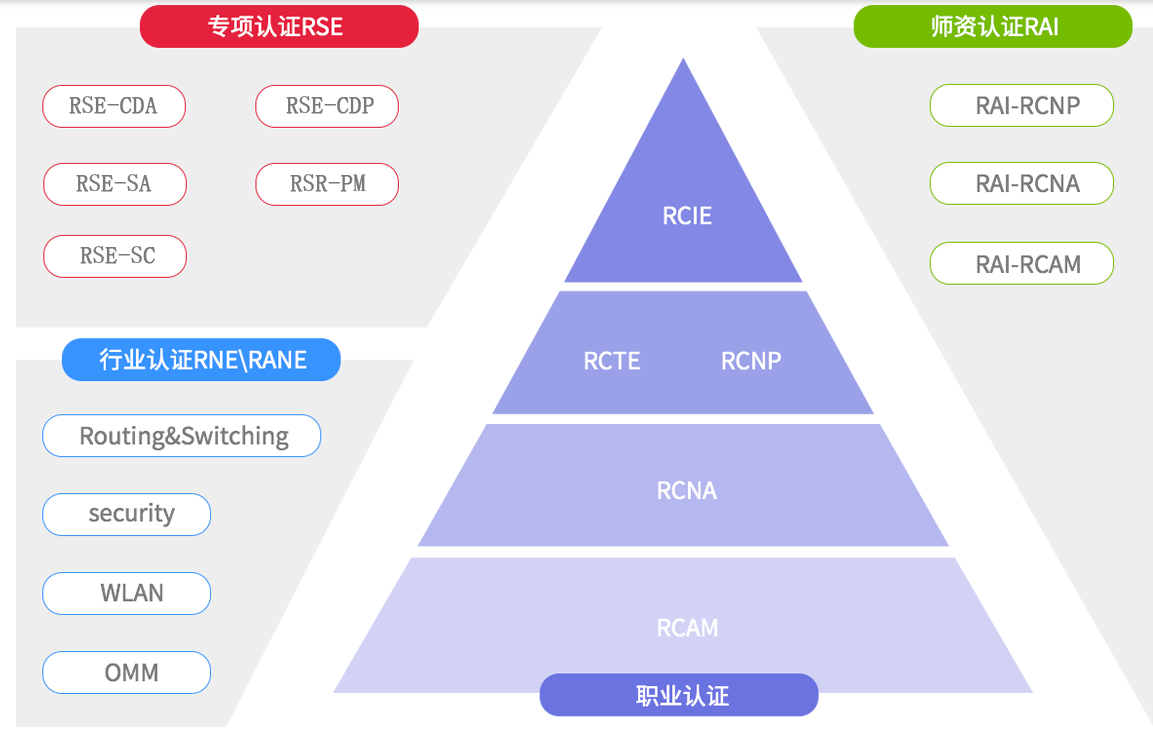 专项认证RSE
RSE-CDA
RSE-CDP
RSE-SA
RSR-PM
RSE-SC
行业认证RNE\RANE
Routing&Switching
security
WLAN
OMM
RCIE
RCTE
RCNP
RCNA
RCAM
职业认证
师资认证RAI
RAI-RCNP
RAI-RCNA
RAI-RCAM